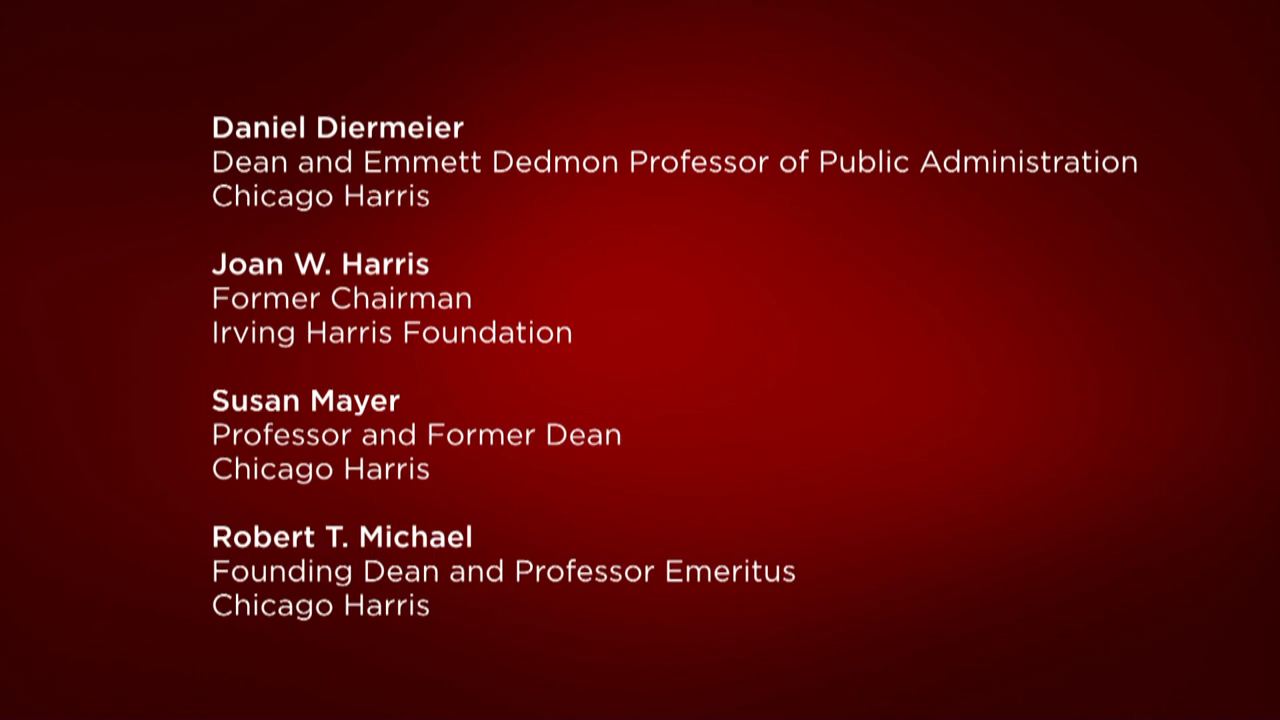 Daniel Diermeier
Dean and Emmett Dedmon Professor of Public Administration
Chicago Harris
Joan W. Harris
Former Chairman
Irving Harris Foundation
Susan Mayer
Professor and Former Dean
Chicago Harris
Robert T. Michael
Founding Dean and Professor Emeritus
Chicago Harris